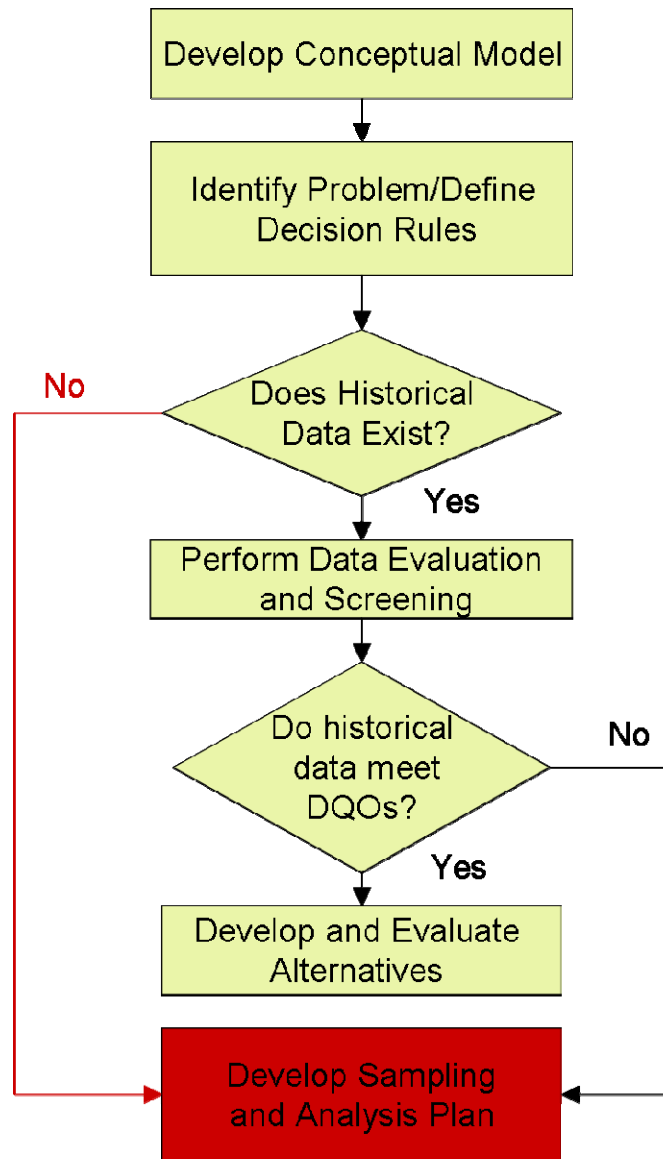 Develop Conceptual Model
Identify Problem/Define
Decision Rules
No
Does Historical
Data Exist?
Yes
Perform Data Evaluation
and Screening
Do historical
data meet
DQOs?
No
Yes
Develop and Evaluate
Alternatives
Develop Sampling
and Analysis Plan